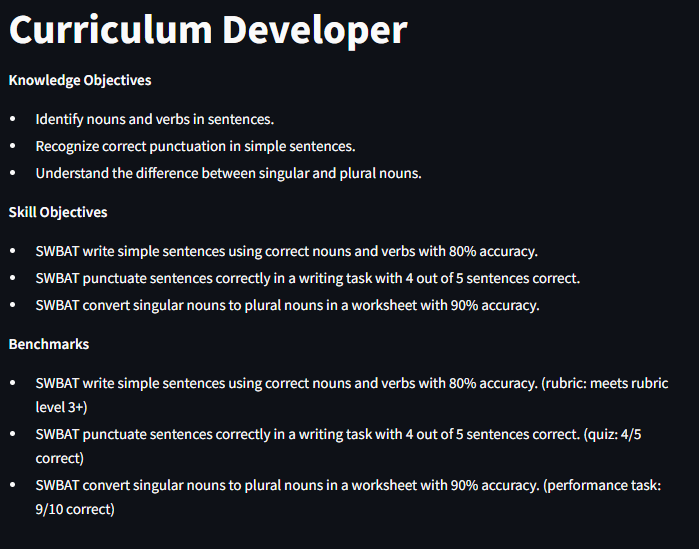 Curriculum Developer
Knowledge Objectives
• Identify nouns and verbs in sentences.
• Recognize correct punctuation in simple sentences.
• Understand the difference between singular and plural nouns.
Skill Objectives
• SWBAT write simple sentences using correct nouns and verbs with 80% accuracy.
• SWBAT punctuate sentences correctly in a writing task with 4 out of 5 sentences correct.
• SWBAT convert singular nouns to plural nouns in a worksheet with 90% accuracy.
Benchmarks
• SWBAT write simple sentences using correct nouns and verbs with 80% accuracy. (rubric: meets rubric
level 3+)
• SWBAT punctuate sentences correctly in a writing task with 4 out of 5 sentences correct. (quiz: 4/5
correct)
• SWBAT convert singular nouns to plural nouns in a worksheet with 90% accuracy. (performance task:
9/10 correct)